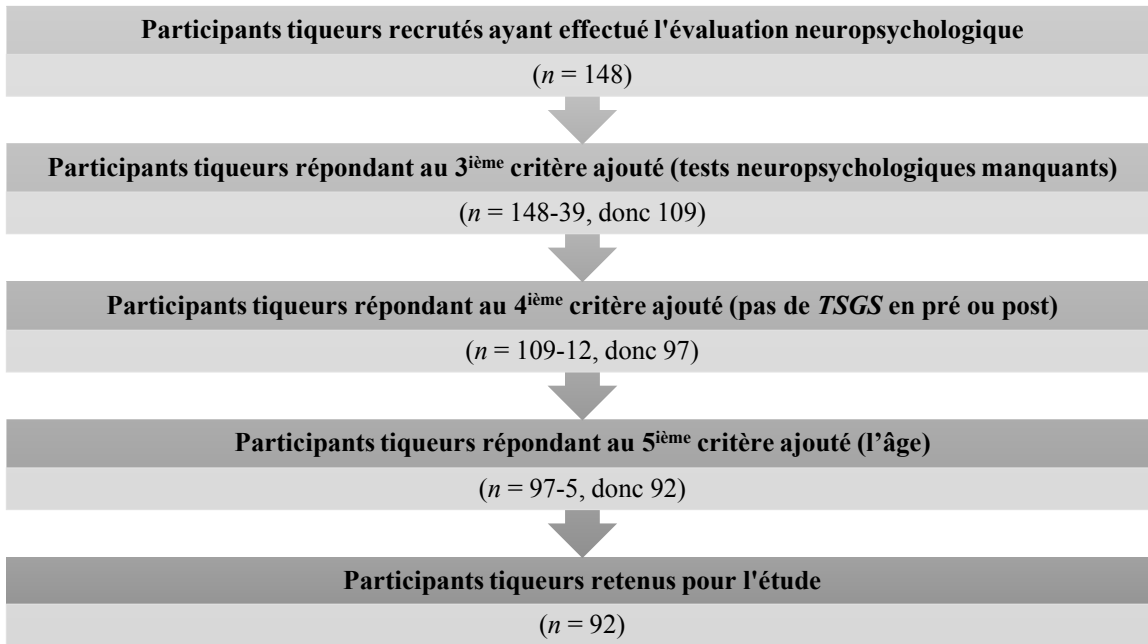 Participants tiqueurs recrutés ayant effectué l'évaluation neuropsychologique
(n = 148)
Participants tiqueurs répondant au 3ième critère ajouté (tests neuropsychologiques manquants)
(n = 148-39, donc 109)
Participants tiqueurs répondant au 4ième critère ajouté (pas de TSGS en pré ou post)
(n = 109-12, donc 97)
Participants tiqueurs répondant au 5ième critère ajouté (l’âge)
(n = 97-5, donc 92)
Participants tiqueurs retenus pour l'étude
(n = 92)